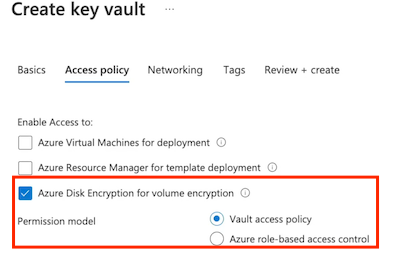 Create key vault ...
Basics Access policy Networking Tags Review + create
Enable Access to:
Azure Virtual Machines for deployment
Azure Resource Manager for template deployment
Azure Disk Encryption for volume encryption
Permission model
Vault access policy
Azure role-based access control